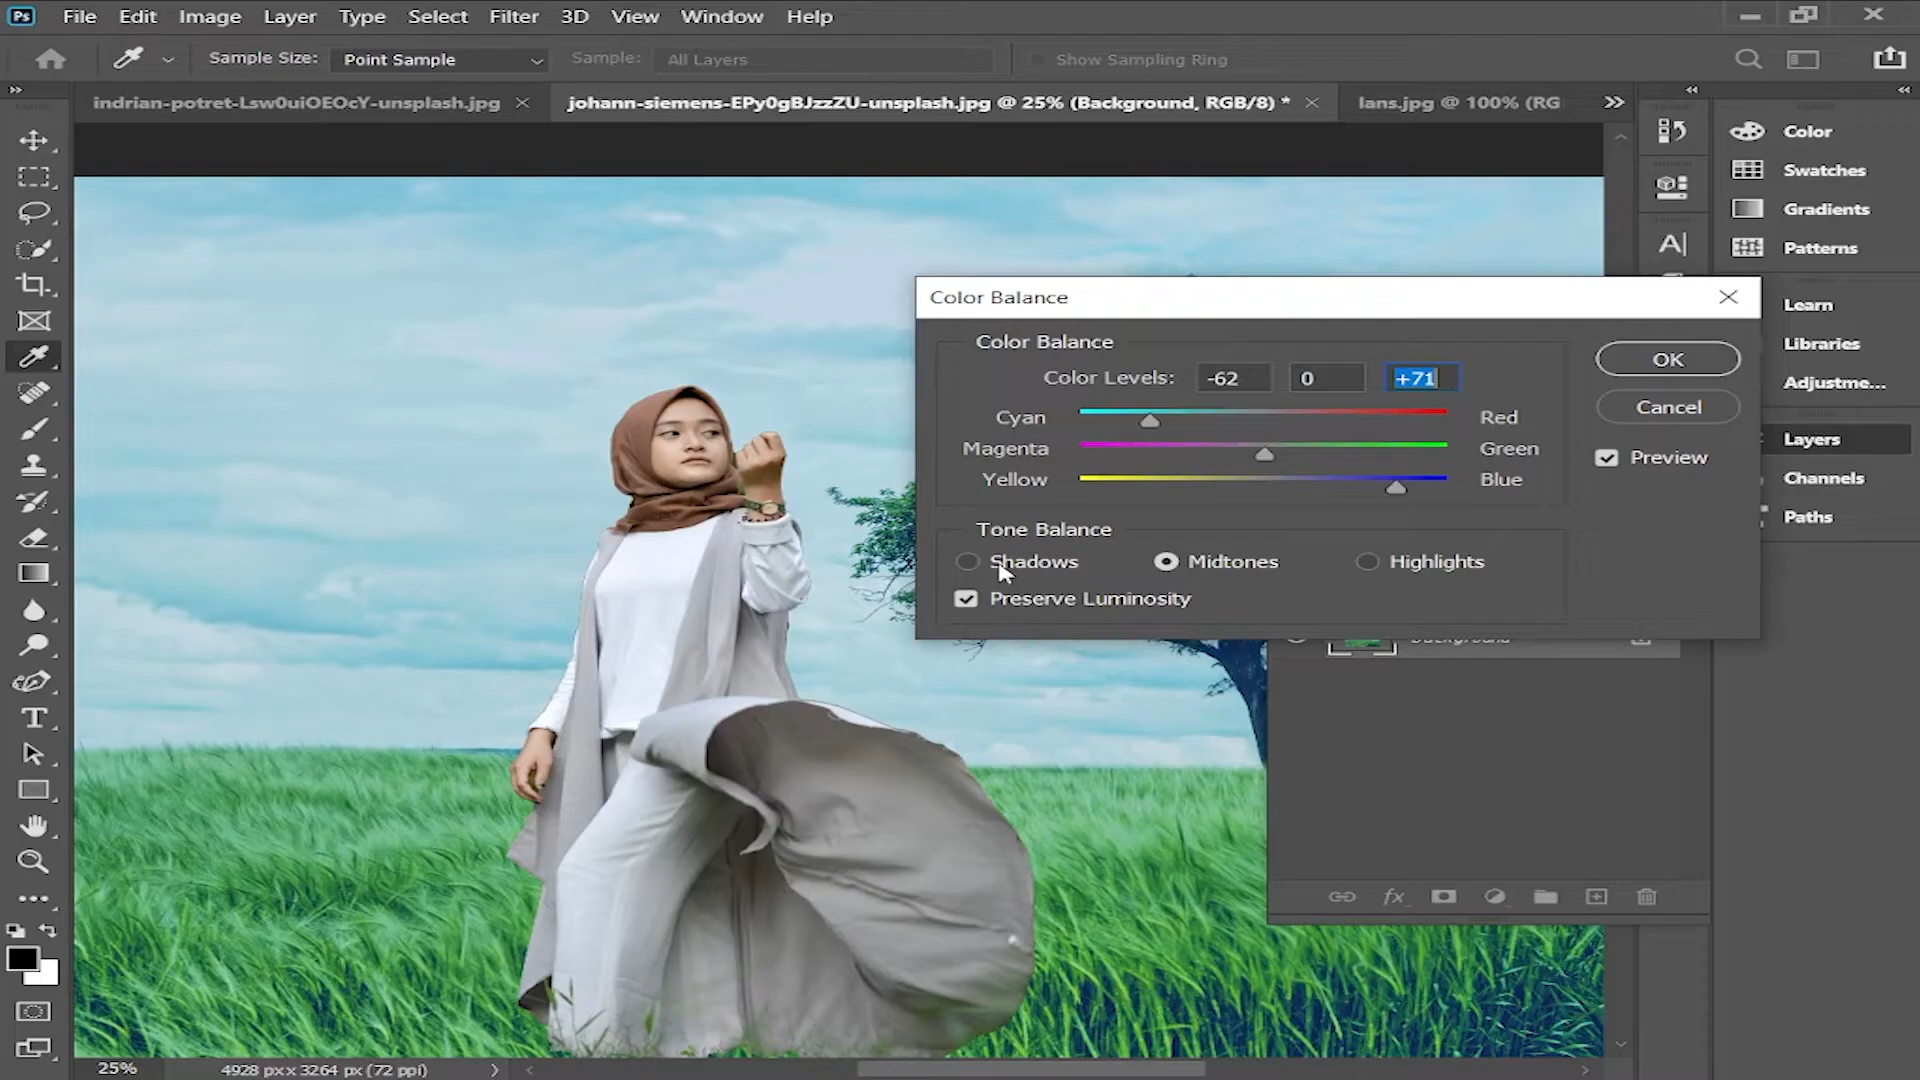 Ps File Edit Image Layer Type Select Filter 3D View Window Help
Sample Size: Point Sample Sample: All Layers Show Sampling Ring
indrian-potret-Lsw0uiOEOcY-unsplash.jpg johann-siemens-EPy0gBJzzZU-unsplash.jpg @ 25% (Background, RGB/8) * lans.jpg @ 100% (RG
Color
Swatches
Gradients
Patterns
Learn
Libraries
Adjustme...
Layers
Channels
Paths
Color Balance
Color Balance
Color Levels: -62 0 +71
Cyan Red
Magenta Green
Yellow Blue
Tone Balance
Shadows Midtones Highlights
Preserve Luminosity
OK
Cancel
Preview
Background
25% 4928 px x 3264 px (72 ppi)